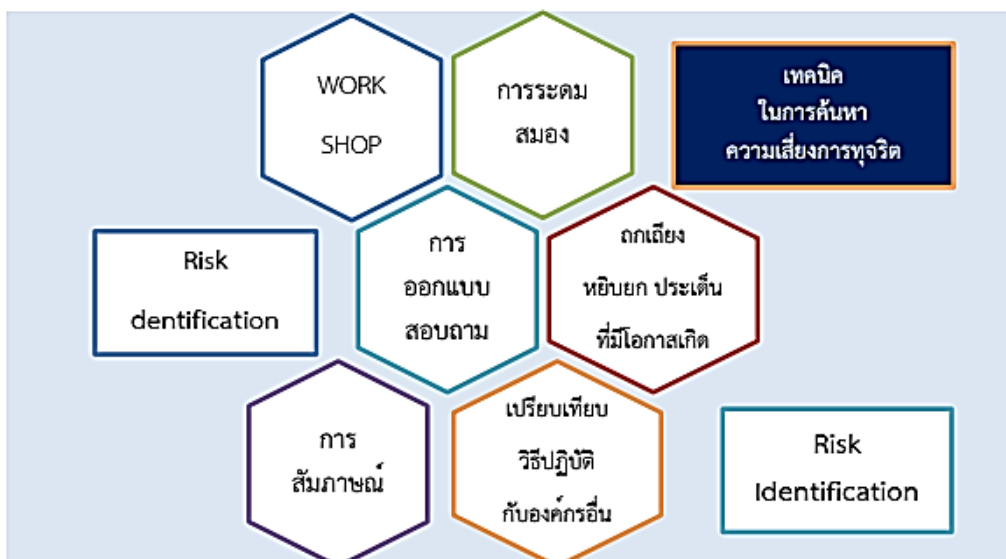 WORK
SHOP
การระดม
สมอง
เทคนิค
ในการค้นหา
ความเสี่ยงการทุจริต
Risk
dentification
การ
ออกแบบ
สอบถาม
ถกเถียง
หยิบยก ประเด็น
ที่มีโอกาสเกิด
การ
สัมภาษณ์
เปรียบเทียบ
วิธีปฏิบัติ
กับองค์กรอื่น
Risk
Identification